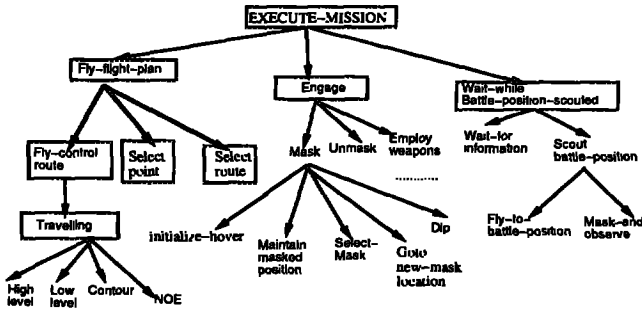 EXECUTE-MISSION
Fly-flight-plan
Engage
Wait-while
Battle-position-scouted
Fly-control
route
Select
point
Select
route
Mask
Unmask
Employ
weapons
Wait-for
information
Scout
battle-position
Travelling
Initialize-hover
Maintain
masked
position
Select-
Mask
Goto
new-mask
location
Dip
Fly-to
battle-position
Mask-and
observe
High
level
Low
level
Contour
NOE